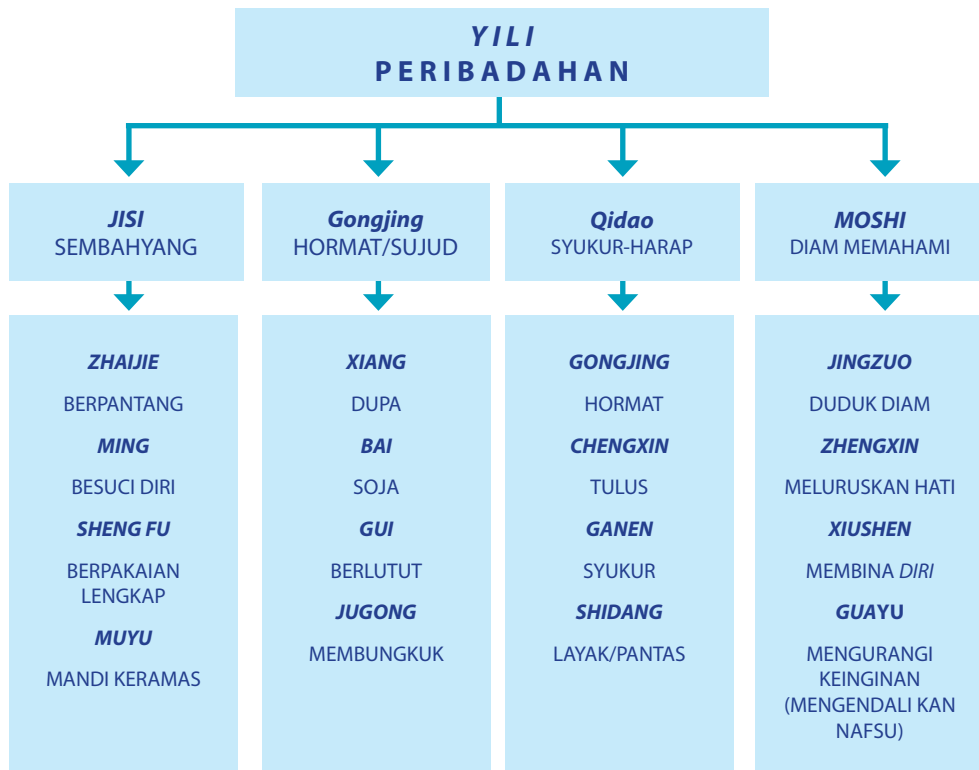 YILI
PERIBADAHAN
JISI
SEMBAHYANG
Gongjing
HORMAT/SUJUD
Qidao
SYUKUR-HARAP
MOSHI
DIAM MEMAHAMI
ZHAIJIE
BERPANTANG
MING
BESUCI DIRI
SHENG FU
BERPAKAIAN
LENGKAP
MUYU
MANDI KERAMAS
XIANG
DUPA
BAI
SOJA
GUI
BERLUTUT
JUGONG
MEMBUNGKUK
GONGJING
HORMAT
CHENGXIN
TULUS
GANEN
SYUKUR
SHIDANG
LAYAK/PANTAS
JINGZUO
DUDUK DIAM
ZHENGXIN
MELURUSKAN HATI
XIUSHEN
MEMBINA DIRI
GUAYU
MENGURANGI
KEINGINAN
(MENGENDALI KAN
NAFSU)